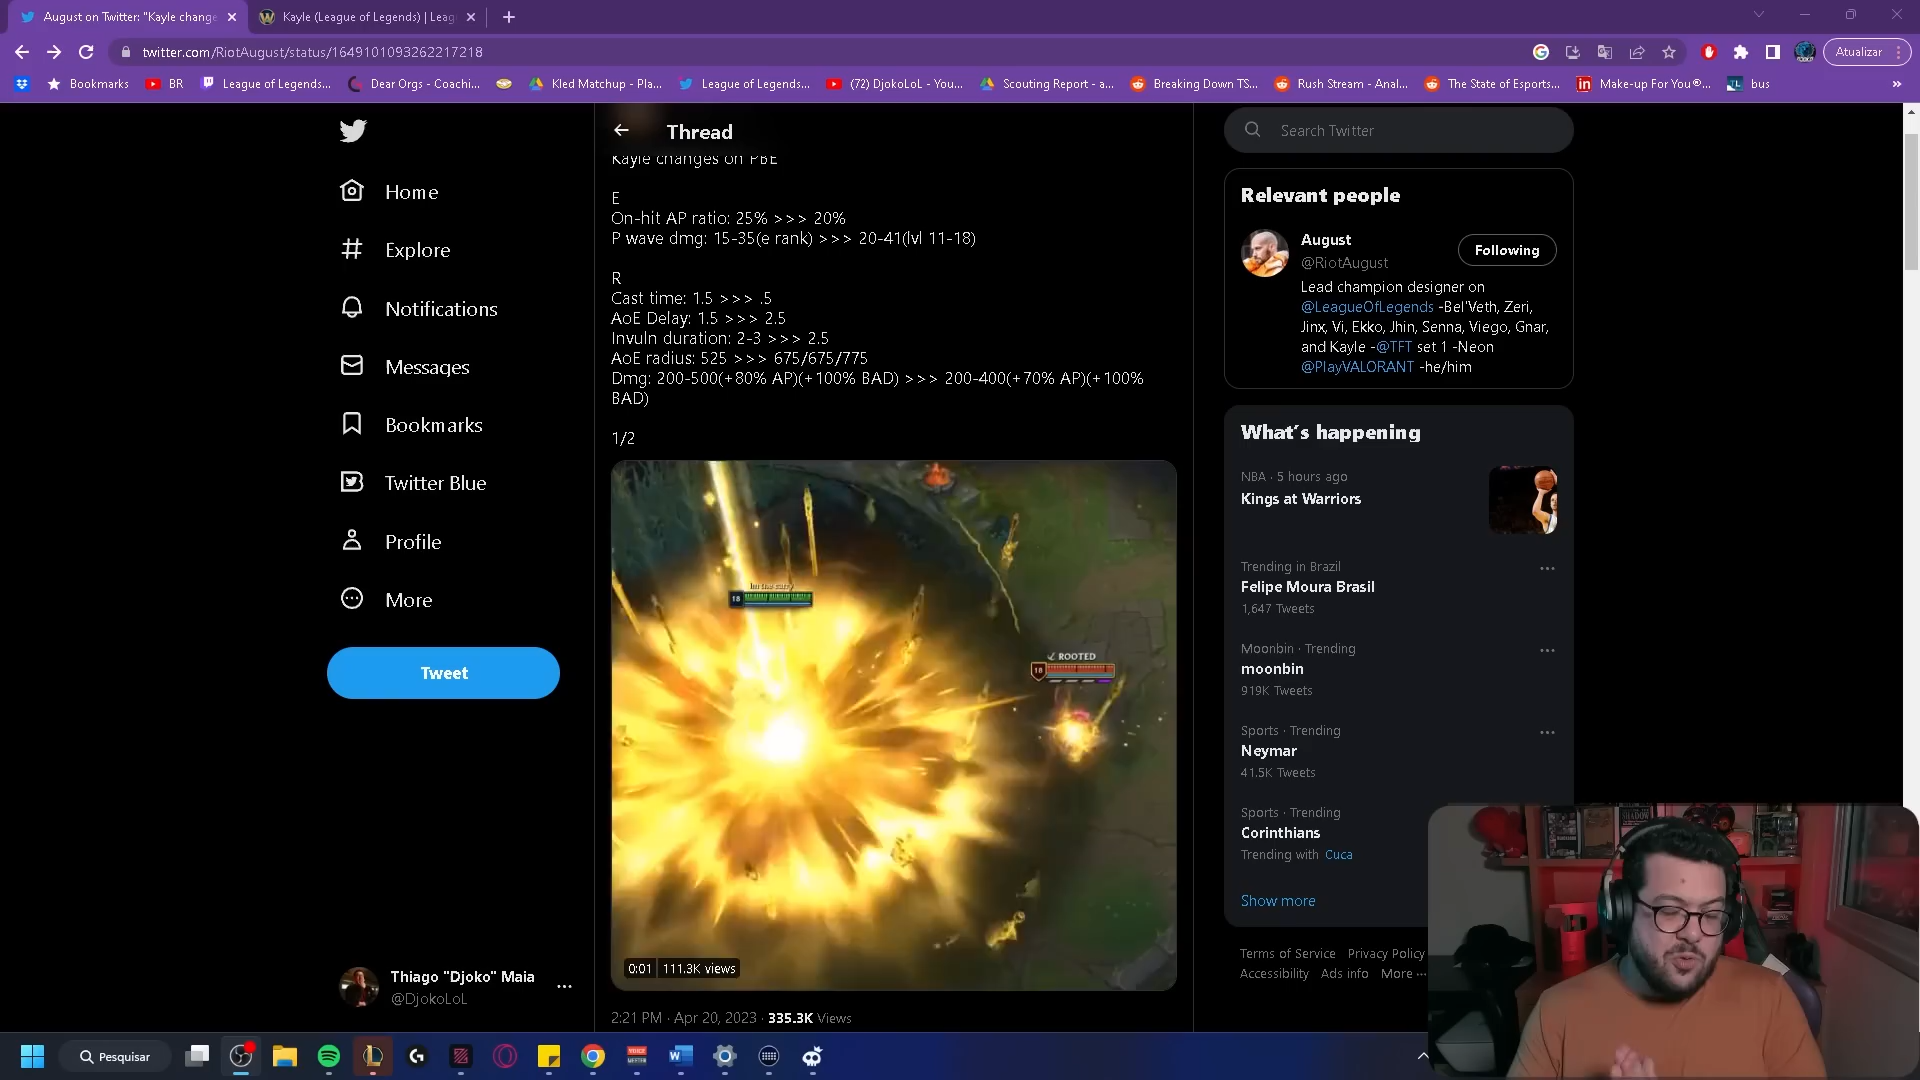 August on Twitter: "Kayle change
Kayle (League of Legends) | Leag
twitter.com/RiotAugust/status/1649101093262217218
Atualizar
Bookmarks
BR
League of Legends...
Dear Orgs - Coachi...
Kled Matchup - Pla...
League of Legends...
(72) DjokoLoL - You...
Scouting Report - a...
Breaking Down TS...
Rush Stream - Anal...
The State of Esports...
Make-up For You®...
bus
Home
Explore
Notifications
Messages
Bookmarks
Twitter Blue
Profile
More
Tweet
Thiago "Djoko" Maia
@DjokoLoL
Thread
Kayle changes on PBE
E
On-hit AP ratio: 25% >>> 20%
P wave dmg: 15-35(e rank) >>> 20-41(lvl 11-18)
R
Cast time: 1.5 >>> .5
AoE Delay: 1.5 >>> 2.5
Invuln duration: 2-3 >>> 2.5
AoE radius: 525 >>> 675/675/775
Dmg: 200-500(+80% AP)(+100% BAD) >>> 200-400(+70% AP)(+100%
BAD)
1/2
Im the carry
18
ROOTED
18
0:01
111.3K views
2:21 PM · Apr 20, 2023 · 335.3K Views
Search Twitter
Relevant people
August
@RiotAugust
Following
Lead champion designer on
@LeagueOfLegends -Bel'Veth, Zeri,
Jinx, Vi, Ekko, Jhin, Senna, Viego, Gnar,
and Kayle -@TFT set 1 -Neon
@PlayVALORANT -he/him
What's happening
NBA · 5 hours ago
Kings at Warriors
Trending in Brazil
Felipe Moura Brasil
1,647 Tweets
Moonbin · Trending
moonbin
919K Tweets
Sports · Trending
Neymar
41.5K Tweets
Sports · Trending
Corinthians
Trending with Cuca
Show more
Terms of Service Privacy Policy
Accessibility Ads info More ···
Pesquisar